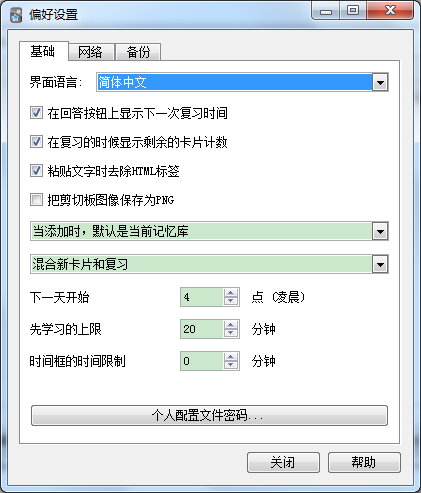 偏好设置
基础 网络 备份
界面语言: 简体中文
在回答按钮上显示下一次复习时间
在复习的时候显示剩余的卡片计数
粘贴文字时去除HTML标签
把剪切板图像保存为PNG
当添加时，默认是当前记忆库
混合新卡片和复习
下一天开始 4 点 (凌晨)
先学习的上限 20 分钟
时间框的时间限制 0 分钟
个人配置文件密码...
关闭 帮助